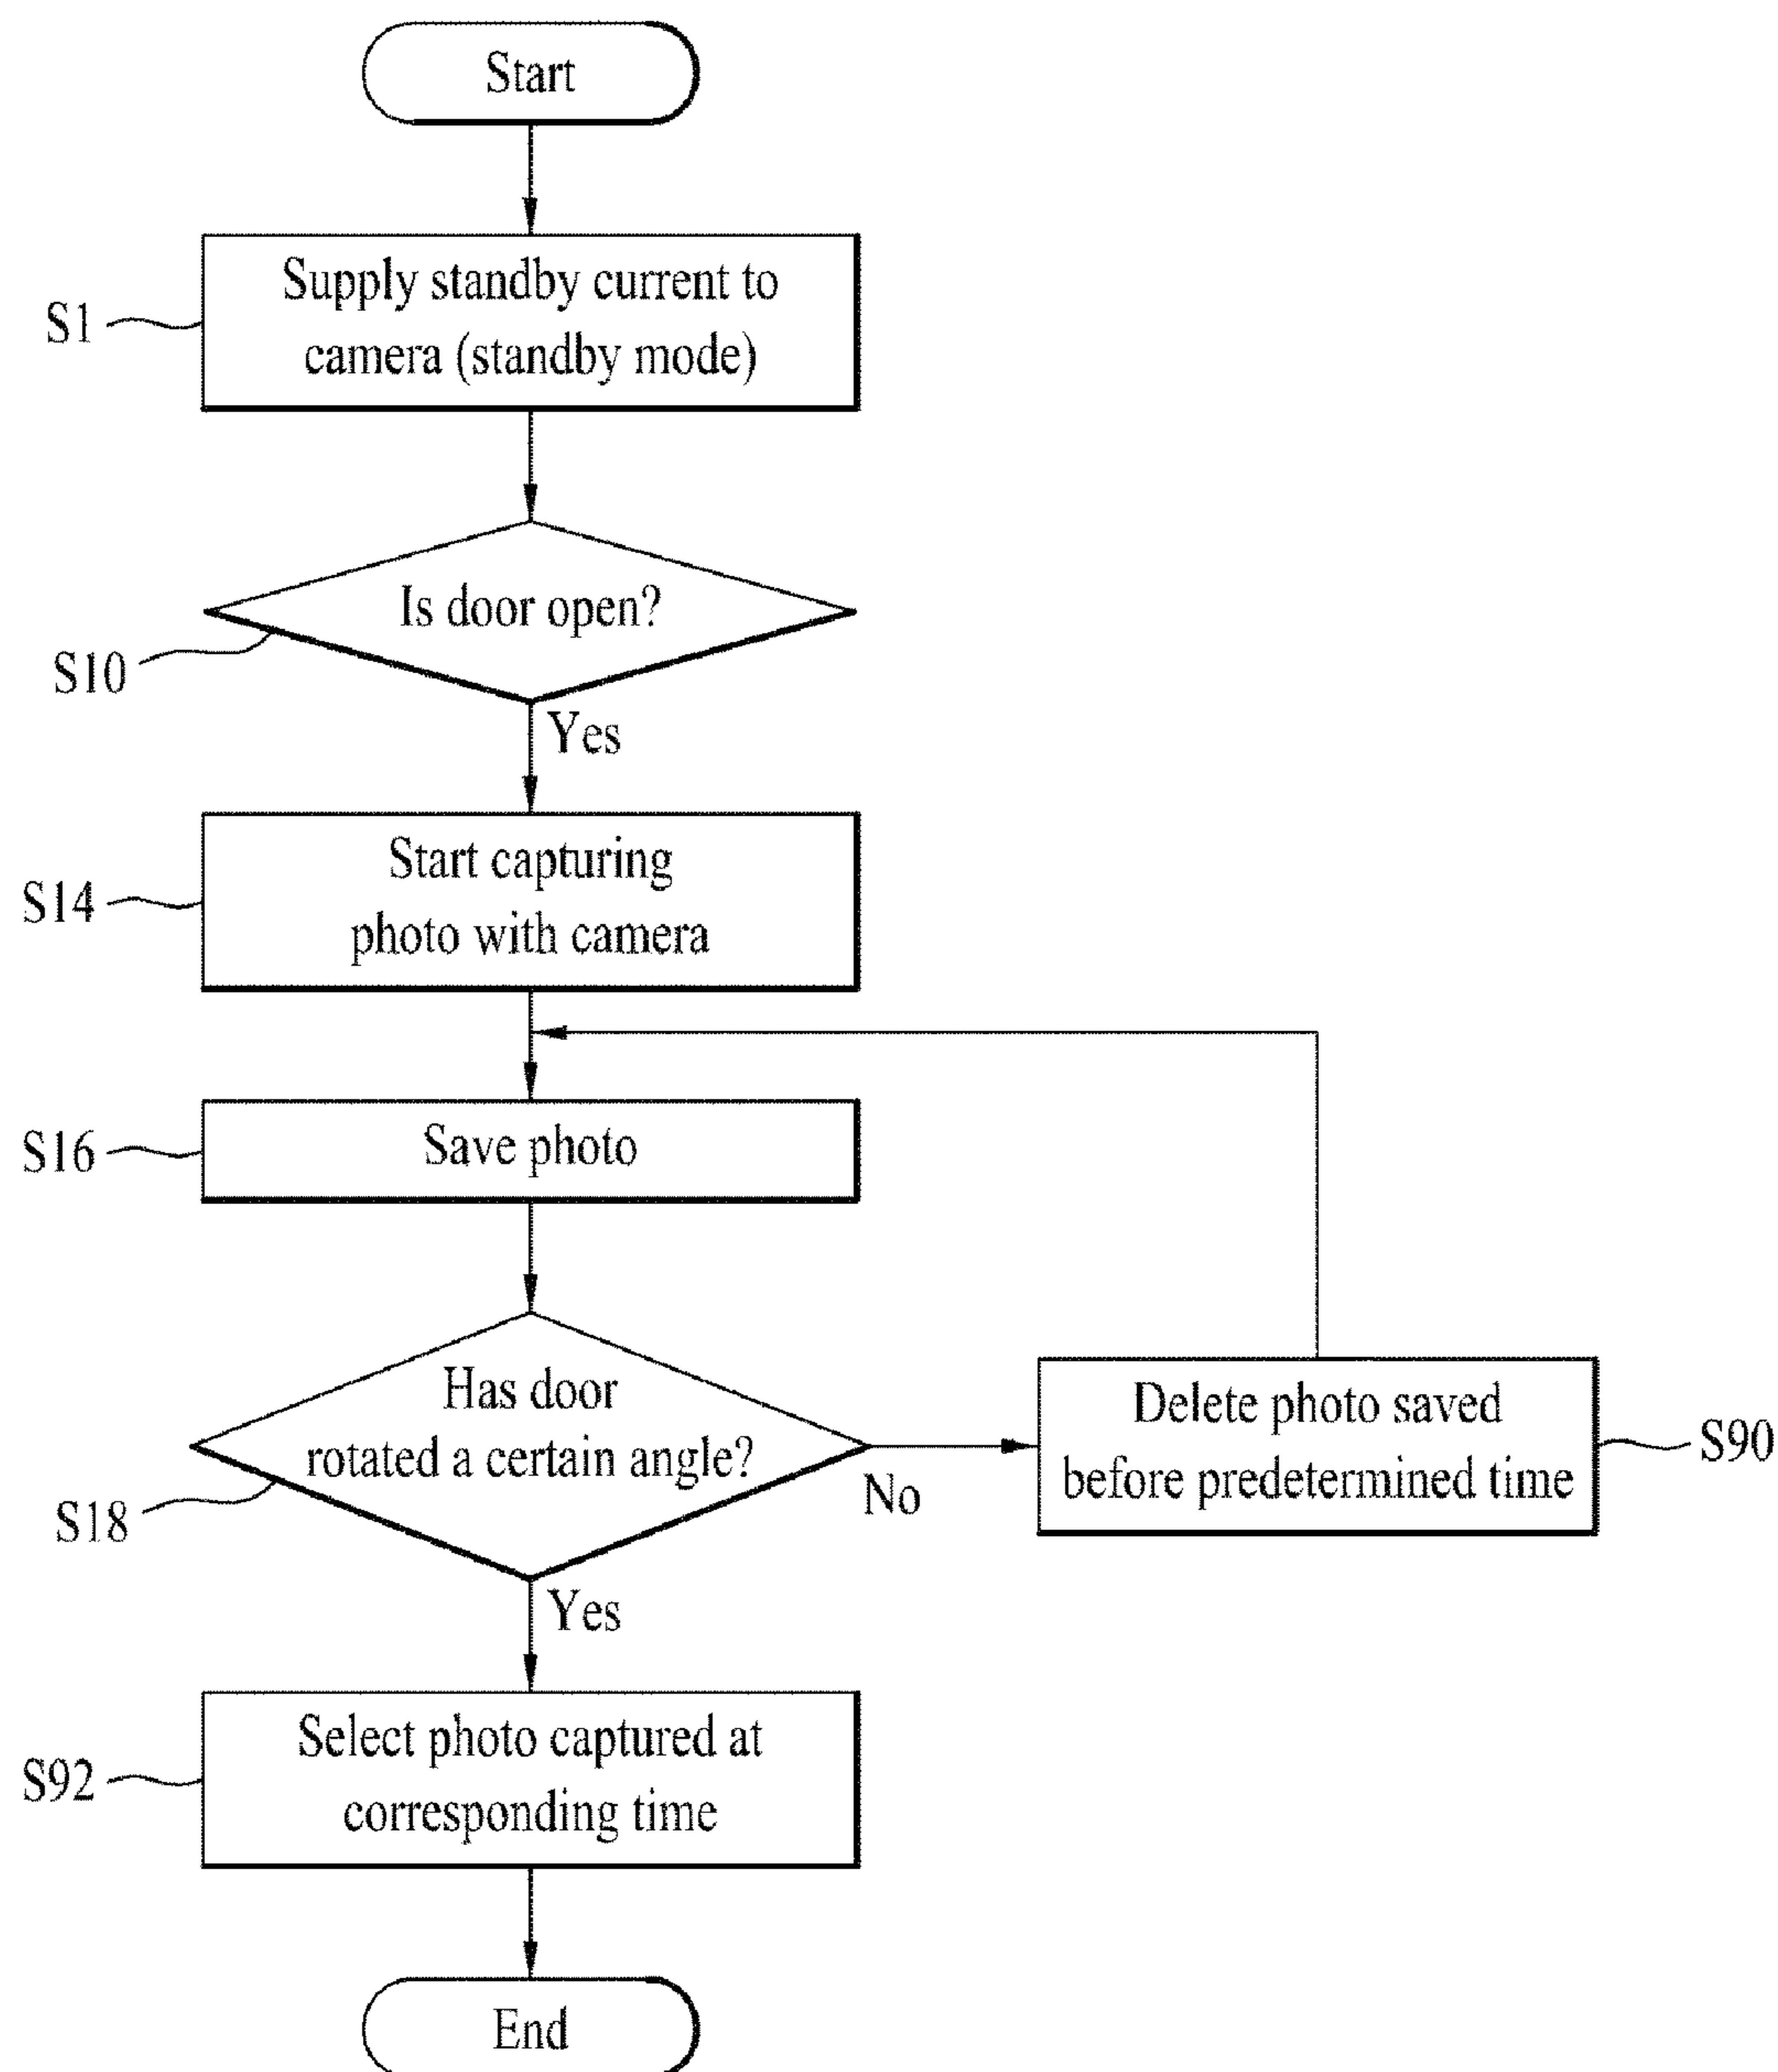 Start
S1
Supply standby current to
camera (standby mode)
Is door open?
S10
Yes
Start capturing
photo with camera
S14
Save photo
S16
Has door
rotated a certain angle?
S18
No
Delete photo saved
before predetermined time
S90
Yes
Select photo captured at
corresponding time
S92
End